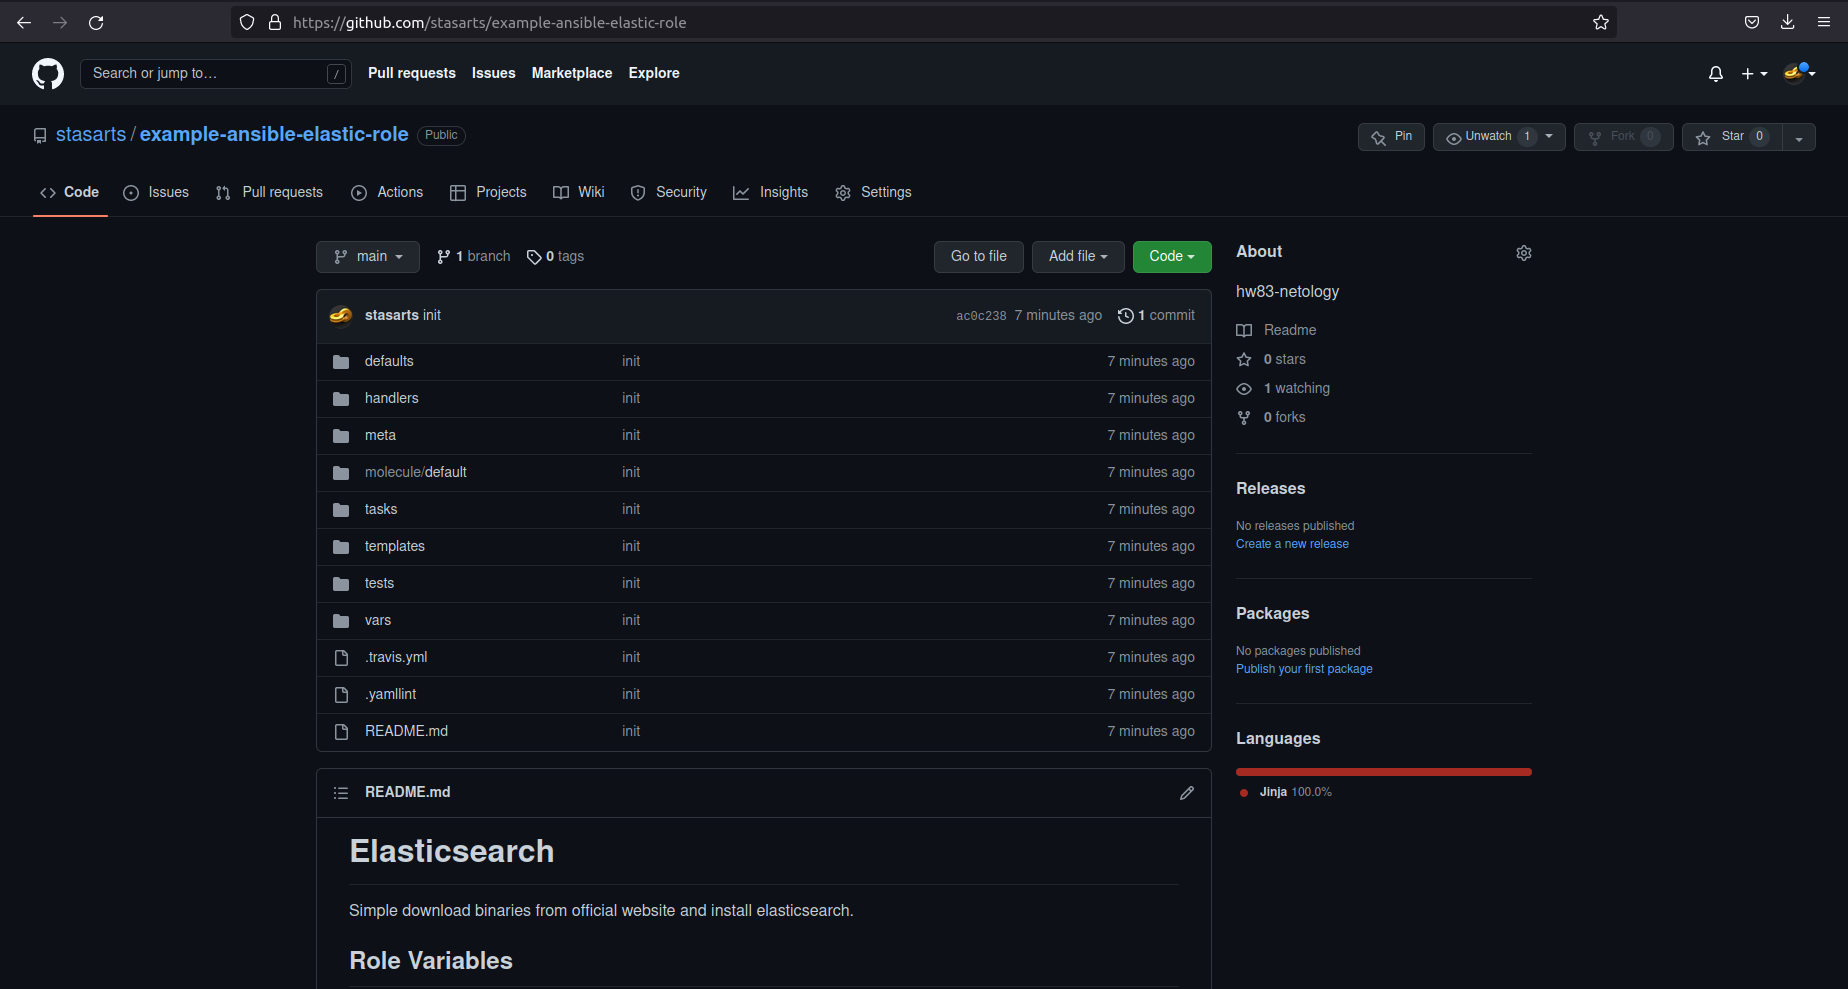 https://github.com/stasarts/example-ansible-elastic-role
Search or jump to… / Pull requests Issues Marketplace Explore
stasarts / example-ansible-elastic-role Public Pin Unwatch 1 Fork 0 Star 0
Code Issues Pull requests Actions Projects Wiki Security Insights Settings
main 1 branch 0 tags Go to file Add file Code
stasarts init ac0c238 7 minutes ago 1 commit
defaults init 7 minutes ago
handlers init 7 minutes ago
meta init 7 minutes ago
molecule/default init 7 minutes ago
tasks init 7 minutes ago
templates init 7 minutes ago
tests init 7 minutes ago
vars init 7 minutes ago
.travis.yml init 7 minutes ago
.yamllint init 7 minutes ago
README.md init 7 minutes ago
README.md
Elasticsearch
Simple download binaries from official website and install elasticsearch.
Role Variables
About
hw83-netology
Readme
0 stars
1 watching
0 forks
Releases
No releases published
Create a new release
Packages
No packages published
Publish your first package
Languages
Jinja 100.0%